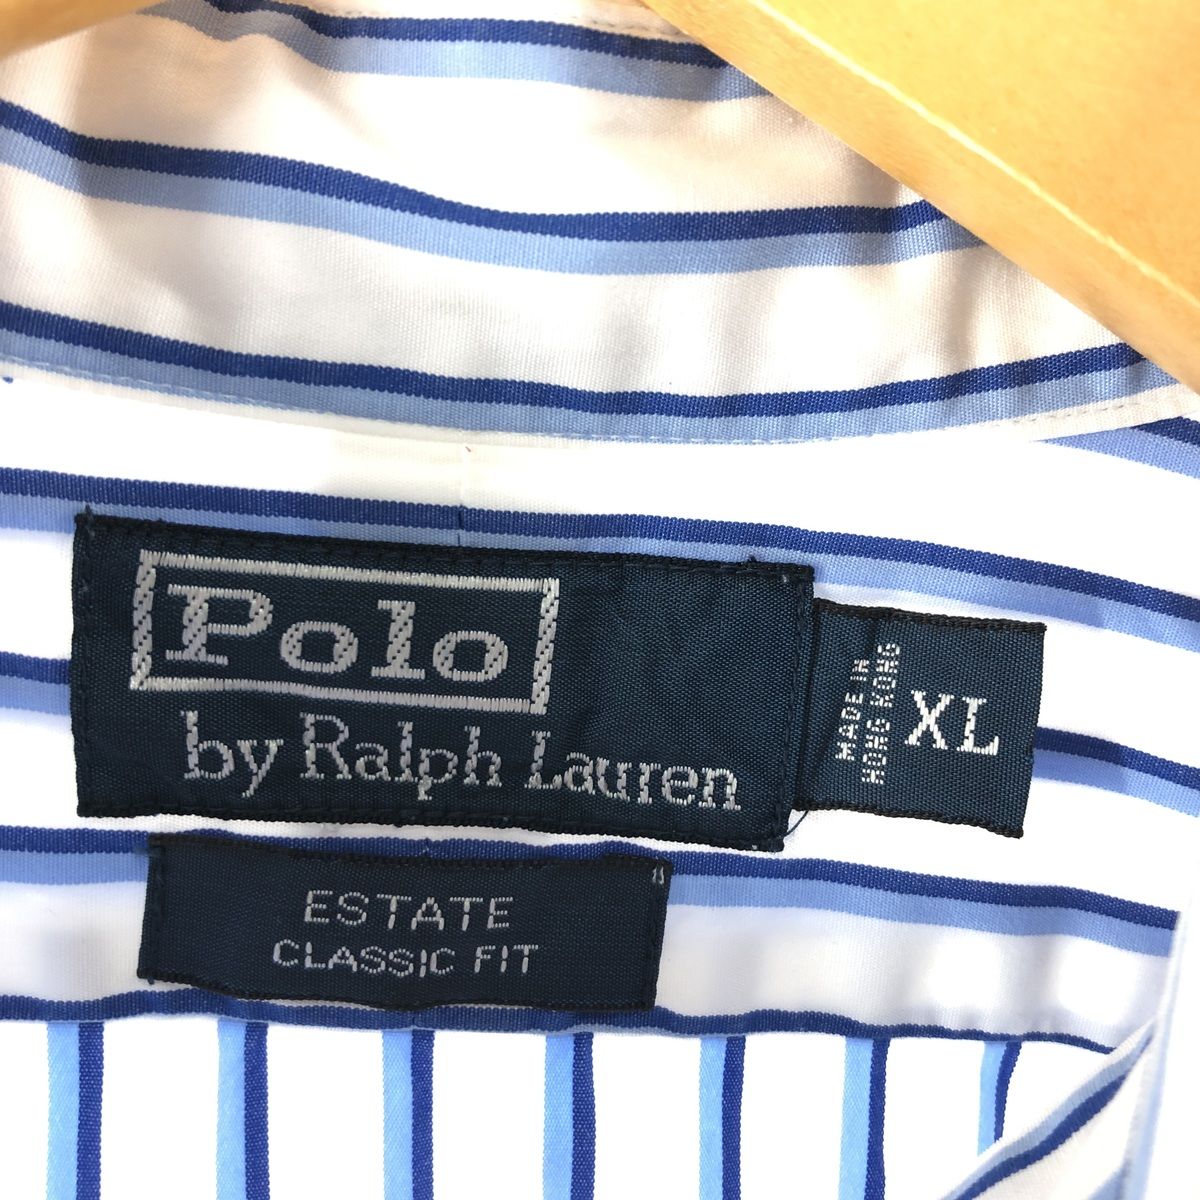 Polo
by Ralph Lauren
MADE IN
HONG KONG
XL
ESTATE
CLASSIC FIT